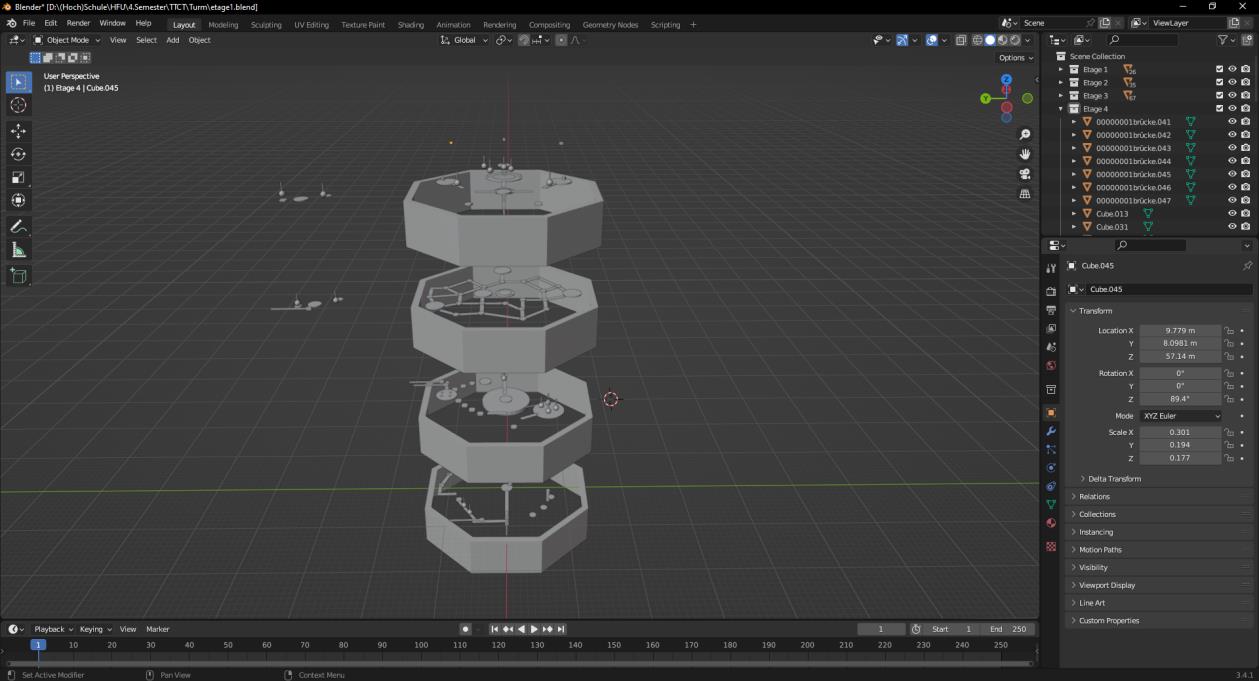 Blender* [D:\(Hoch)Schule\HFU\4.Semester\TTCT\Turm\etage1.blend]
File Edit Render Window Help Layout Modeling Sculpting UV Editing Texture Paint Shading Animation Rendering Compositing Geometry Nodes Scripting + Scene ViewLayer
Object Mode View Select Add Object Global
Options
User Perspective
(1) Etage 4 | Cube.045
Z
Y
Scene Collection
Etage 1 26
Etage 2 35
Etage 3 67
Etage 4
00000001brücke.041
00000001brücke.042
00000001brücke.043
00000001brücke.044
00000001brücke.045
00000001brücke.046
00000001brücke.047
Cube.013
Cube.031
Cube.045
Cube.045
Transform
Location X 9.779 m
Y 8.0981 m
Z 57.14 m
Rotation X 0°
Y 0°
Z 89.4°
Mode XYZ Euler
Scale X 0.301
Y 0.194
Z 0.177
Delta Transform
Relations
Collections
Instancing
Motion Paths
Visibility
Viewport Display
Line Art
Custom Properties
Playback Keying View Marker 1 Start 1 End 250
1 10 20 30 40 50 60 70 80 90 100 110 120 130 140 150 160 170 180 190 200 210 220 230 240 250
Set Active Modifier Pan View Context Menu 3.4.1